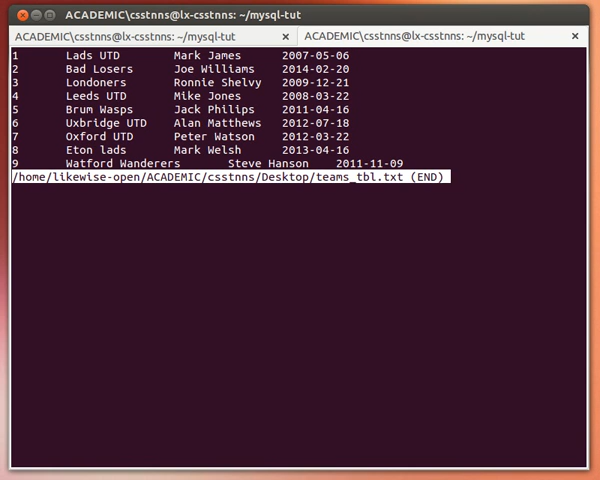 ACADEMIC\csstnns@lx-csstnns: ~/mysql-tut
ACADEMIC\csstnns@lx-csstnns: ~/mysql-tut ACADEMIC\csstnns@lx-csstnns: ~/mysql-tut
1 Lads UTD Mark James 2007-05-06
2 Bad Losers Joe Williams 2014-02-20
3 Londoners Ronnie Shelvy 2009-12-21
4 Leeds UTD Mike Jones 2008-03-22
5 Brum Wasps Jack Philips 2011-04-16
6 Uxbridge UTD Alan Matthews 2012-07-18
7 Oxford UTD Peter Watson 2012-03-22
8 Eton lads Mark Welsh 2013-04-16
9 Watford Wanderers Steve Hanson 2011-11-09
/home/likewise-open/ACADEMIC/csstnns/Desktop/teams_tbl.txt (END)